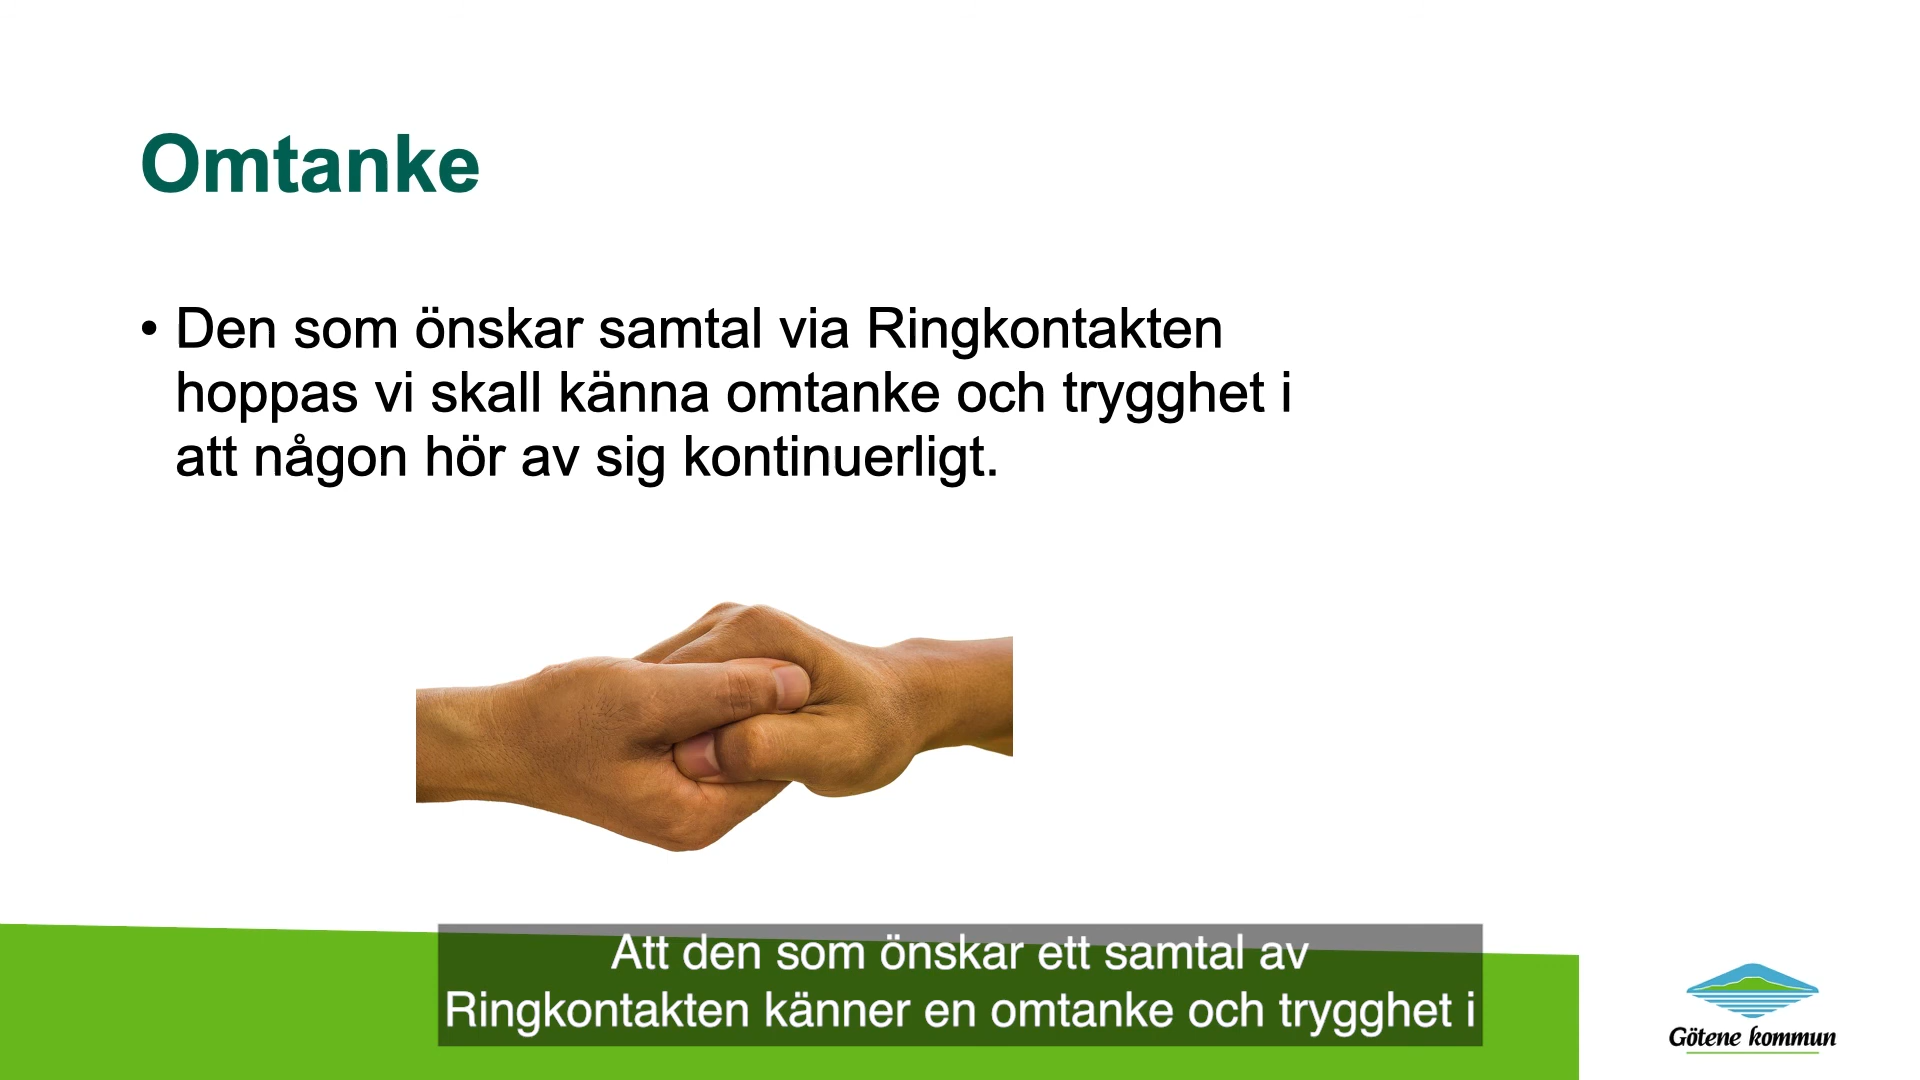 Omtanke
• Den som önskar samtal via Ringkontakten
hoppas vi skall känna omtanke och trygghet i
att någon hör av sig kontinuerligt.
Att den som önskar ett samtal av
Ringkontakten känner en omtanke och trygghet i
Götene kommun